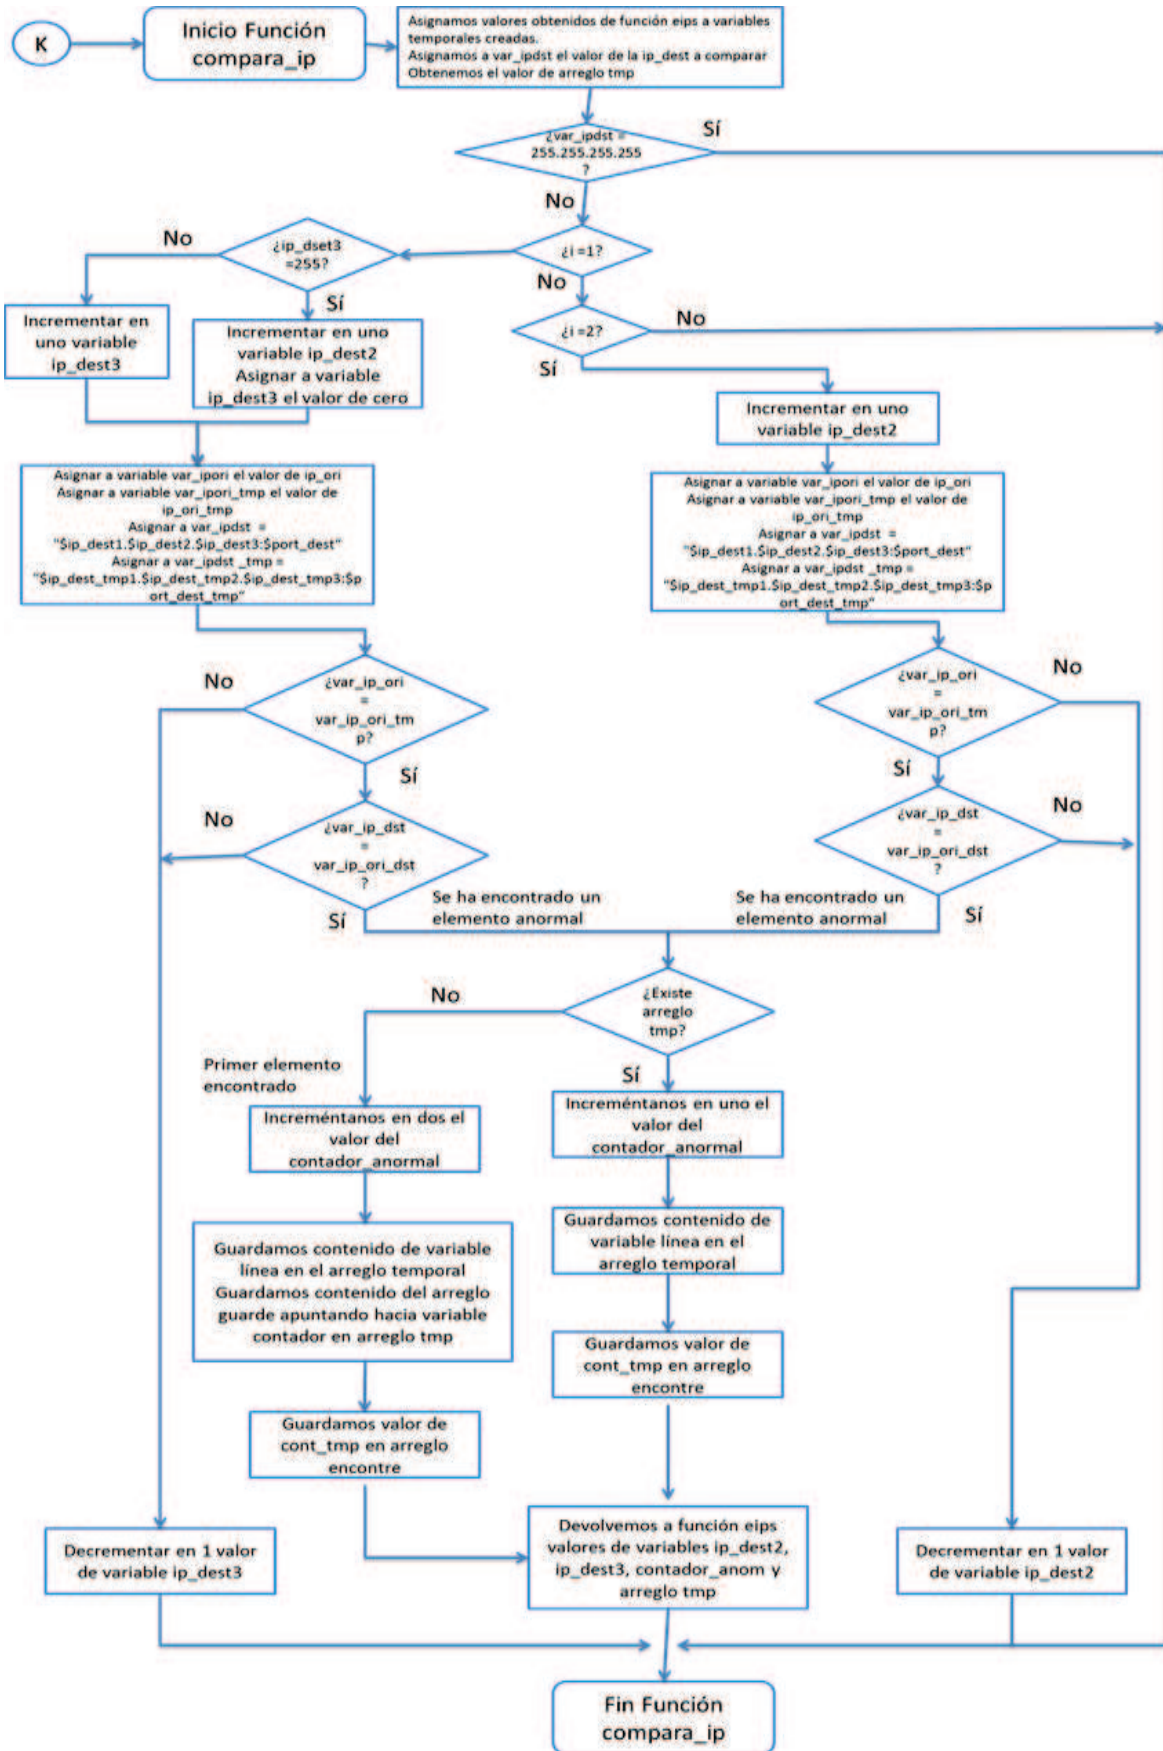 K
Inicio Función
compara_ip
Asignamos valores obtenidos de función eips a variables
temporales creadas.
Asignamos a var_ipdst el valor de la ip_dest a comparar
Obtenemos el valor de arreglo tmp
¿var_ipdst =
255.255.255.255
?
Sí
No
¿i =1?
¿ip_dset3
=255?
No
Sí
No
¿i =2?
No
Sí
Incrementar en
uno variable
ip_dest3
Incrementar en uno
variable ip_dest2
Asignar a variable
ip_dest3 el valor de cero
Incrementar en uno
variable ip_dest2
Asignar a variable var_ipori el valor de ip_ori
Asignar a variable var_ipori_tmp el valor de
ip_ori_tmp
Asignar a var_ipdst =
"$ip_dest1.$ip_dest2.$ip_dest3:$port_dest"
Asignar a var_ipdst _tmp =
"$ip_dest_tmp1.$ip_dest_tmp2.$ip_dest_tmp3:$p
ort_dest_tmp"
Asignar a variable var_ipori el valor de ip_ori
Asignar a variable var_ipori_tmp el valor de
ip_ori_tmp
Asignar a var_ipdst =
"$ip_dest1.$ip_dest2.$ip_dest3:$port_dest"
Asignar a var_ipdst _tmp =
"$ip_dest_tmp1.$ip_dest_tmp2.$ip_dest_tmp3:$p
ort_dest_tmp"
No
¿var_ip_ori
=
var_ip_ori_tm
p?
Sí
¿var_ip_ori
=
var_ip_ori_tm
p?
No
Sí
No
¿var_ip_dst
=
var_ip_ori_dst
?
Sí
¿var_ip_dst
=
var_ip_ori_dst
?
No
Sí
Se ha encontrado un
elemento anormal
Se ha encontrado un
elemento anormal
¿Existe
arreglo
tmp?
No
Sí
Primer elemento
encontrado
Increméntanos en dos el
valor del
contador_anormal
Increméntanos en uno el
valor del
contador_anormal
Guardamos contenido de variable
línea en el arreglo temporal
Guardamos contenido del arreglo
guarde apuntando hacia variable
contador en arreglo tmp
Guardamos contenido de
variable línea en el
arreglo temporal
Guardamos valor de
cont_tmp en arreglo
encontre
Guardamos valor de
cont_tmp en arreglo
encontre
Decrementar en 1 valor
de variable ip_dest3
Devolvemos a función eips
valores de variables ip_dest2,
ip_dest3, contador_anom y
arreglo tmp
Decrementar en 1 valor
de variable ip_dest2
Fin Función
compara_ip